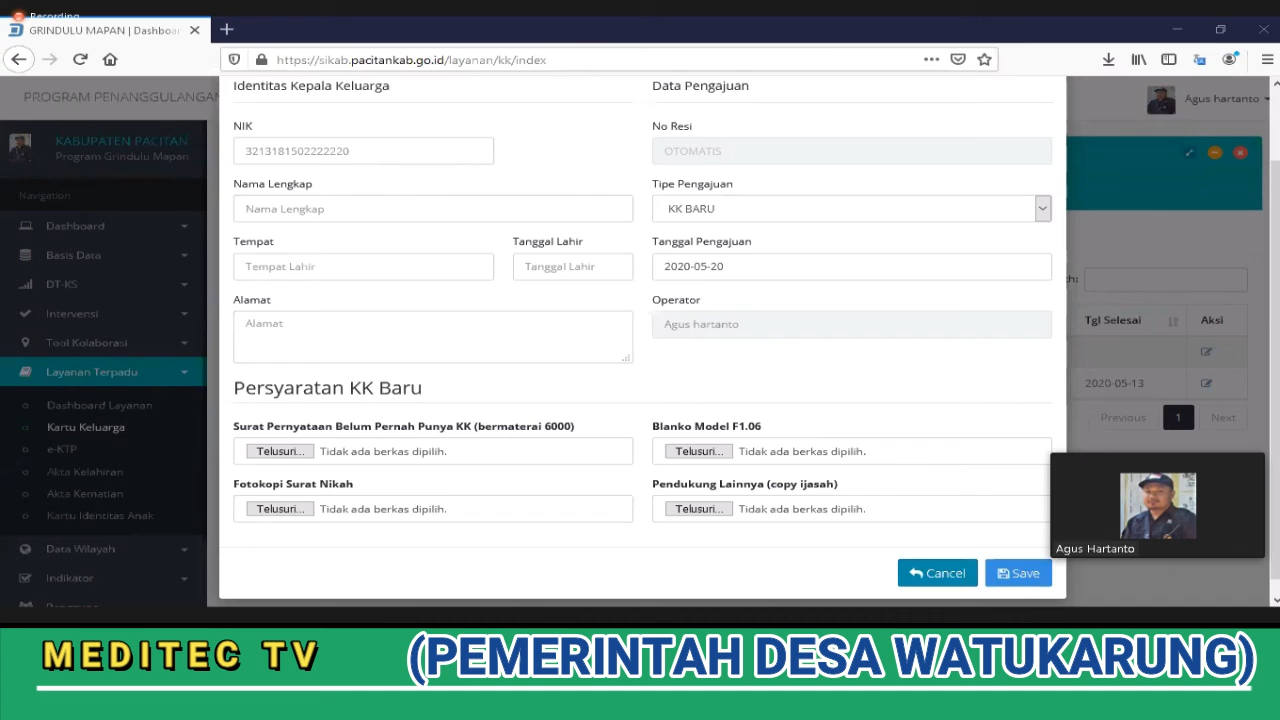 Recording
GRINDULU MAPAN | Dashboa
https://sikab.pacitankab.go.id/layanan/kk/index
PROGRAM PENANGGULANGAN
Agus hartanto
KABUPATEN PACITAN
Program Grindulu Mapan
Navigation
Dashboard
Basis Data
DT-KS
Intervensi
Tool Kolaborasi
Layanan Terpadu
Dashboard Layanan
Kartu Keluarga
e-KTP
Akta Kelahiran
Akta Kematian
Kartu Identitas Anak
Data Wilayah
Indikator
Identitas Kepala Keluarga
NIK
3213181502222220
Nama Lengkap
Nama Lengkap
Tempat
Tanggal Lahir
Tempat Lahir
Tanggal Lahir
Alamat
Alamat
Data Pengajuan
No Resi
OTOMATIS
Tipe Pengajuan
KK BARU
Tanggal Pengajuan
2020-05-20
Operator
Agus hartanto
Persyaratan KK Baru
Surat Pernyataan Belum Pernah Punya KK (bermaterai 6000)
Telusuri... Tidak ada berkas dipilih.
Blanko Model F1.06
Telusuri... Tidak ada berkas dipilih.
Fotokopi Surat Nikah
Telusuri... Tidak ada berkas dipilih.
Pendukung Lainnya (copy ijasah)
Telusuri... Tidak ada berkas dipilih.
Cancel
Save
Tgl Selesai
Aksi
2020-05-13
Previous
1
Next
Agus Hartanto
MEDITEC TV
(PEMERINTAH DESA WATUKARUNG)